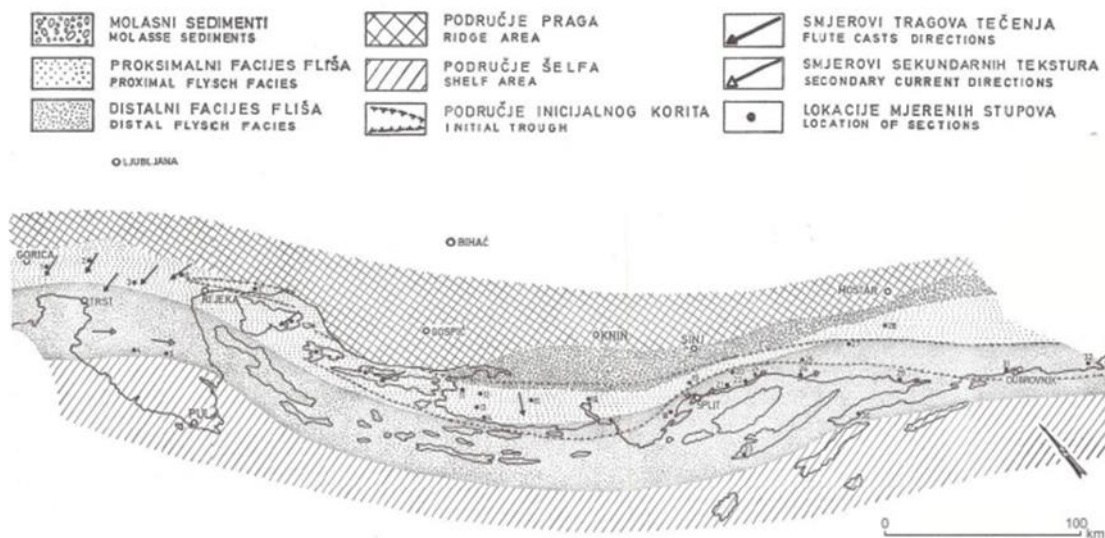 MOLASNI SEDIMENTI
MOLASSE SEDIMENTS
PROKSIMALNI FACIJES FLIŠA
PROXIMAL FLYSCH FACIES
DISTALNI FACIJES FLIŠA
DISTAL FLYSCH FACIES
PODRUČJE PRAGA
RIDGE AREA
PODRUČJE ŠELFA
SHELF AREA
PODRUČJE INICIJALNOG KORITA
INITIAL TROUGH
SMJEROVI TRAGOVA TEČENJA
FLUTE CASTS DIRECTIONS
SMJEROVI SEKUNDARNIH TEKSTURA
SECONDARY CURRENT DIRECTIONS
LOKACIJE MJERENIH STUPOVA
LOCATION OF SECTIONS
LJUBLJANA
BIHAĆ
GORICA
TRST
RIJEKA
GOSPIĆ
KNIN
SINJ
MOSTAR
SPLIT
DUBROVNIK
PULA
0 100
km